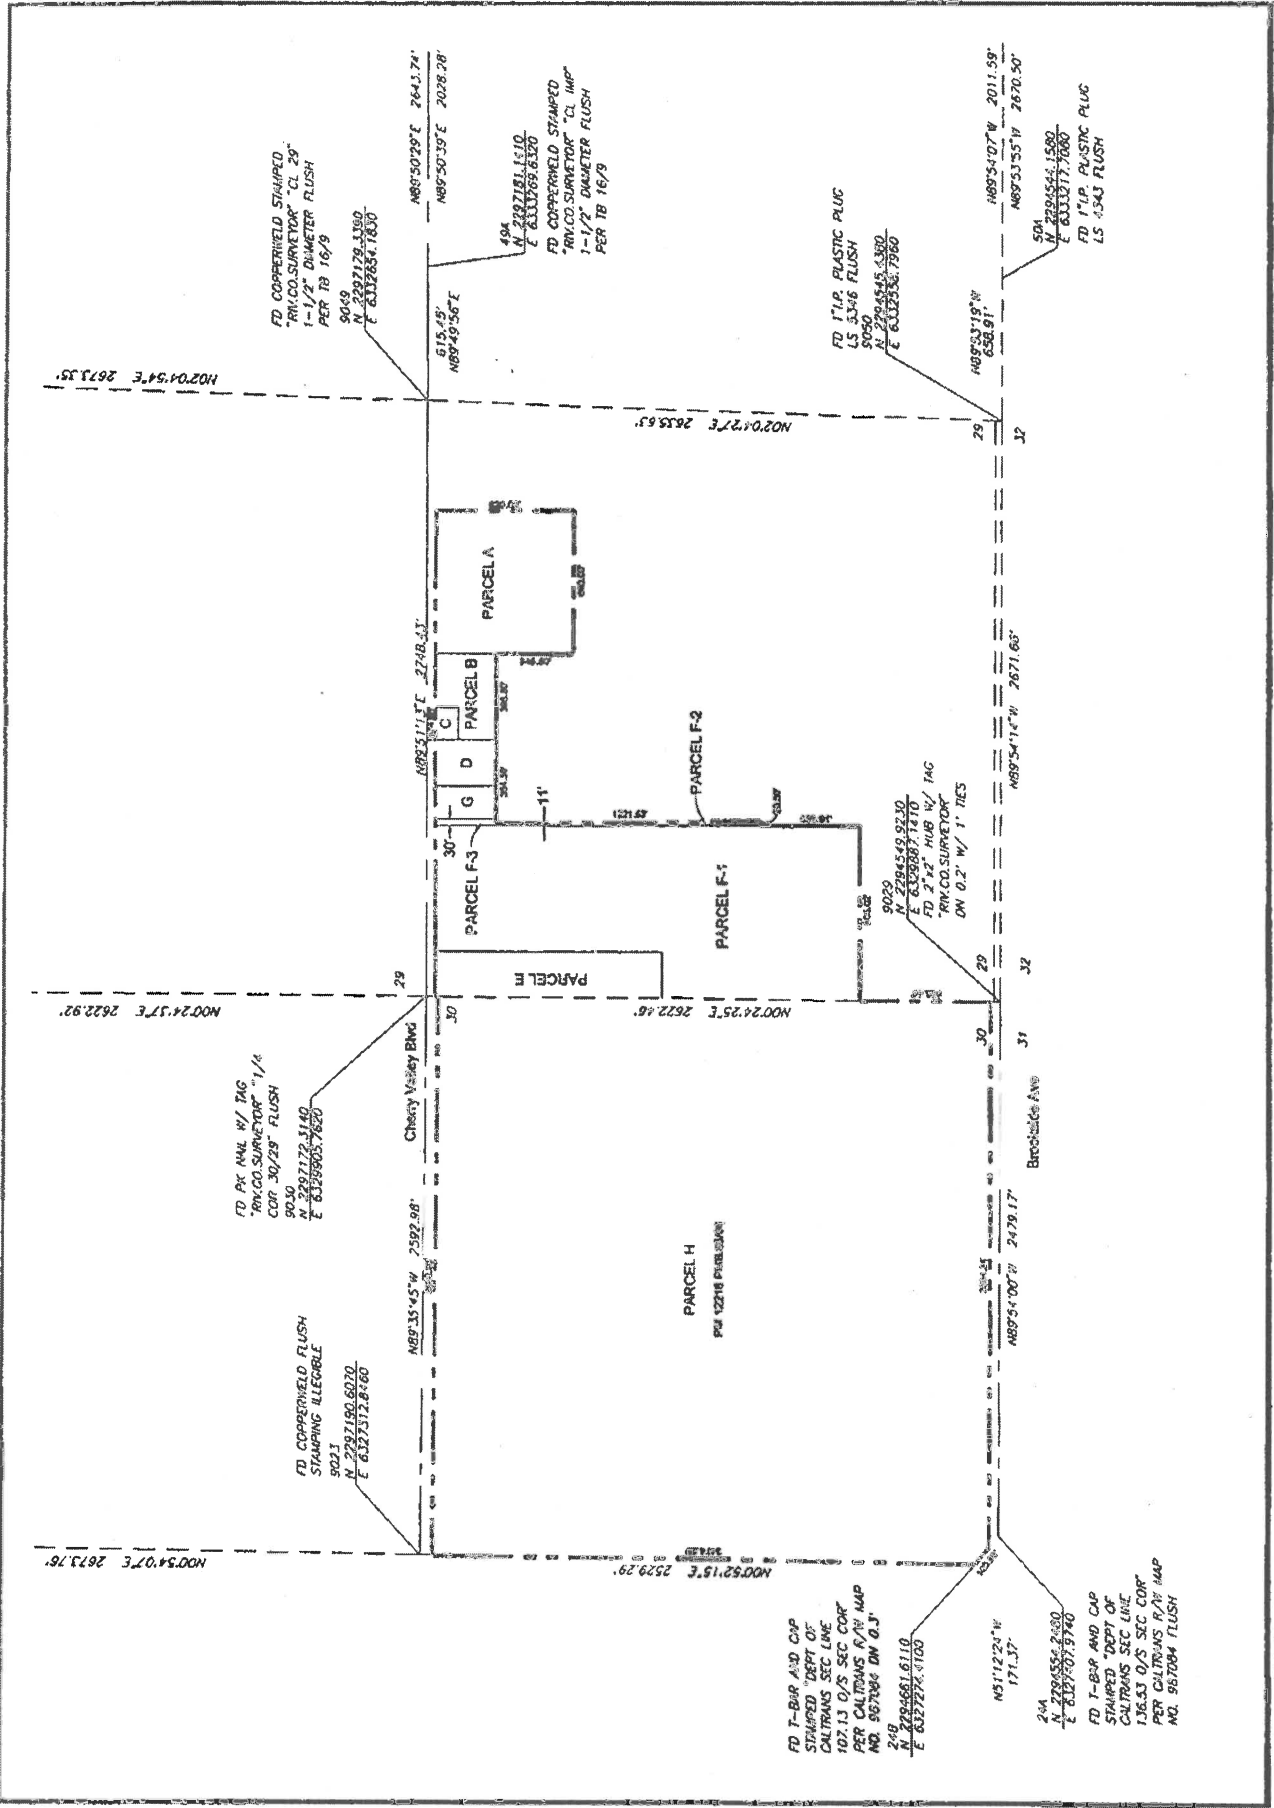 FD COPPERWELD FLUSH
STAMPING ILLEGIBLE
9023
N 2297190.6070
E 6327312.8460
FD PK NAIL W/ TAG
"RIV.CO.SURVEYOR" "1/4
COR 30/29" FLUSH
9030
N 2297172.3140
E 6329905.7620
FD COPPERWELD STAMPED
"RIV.CO.SURVEYOR" "CL 29"
1-1/2" DIAMETER FLUSH
PER TB 16/9
9049
N 2297179.3390
E 6332654.1830
49A
N 2297181.1410
E 6333269.6320
FD COPPERWELD STAMPED
"RIV.CO.SURVEYOR" "CL IMP"
1-1/2" DIAMETER FLUSH
PER TB 16/9
N00°54'07"E 2673.76'
N00°24'37"E 2622.92'
N02°04'54"E 2673.35'
N89°35'45"W 2592.98'
Cherry Valley Blvd
29
30
N89°51'13"E 2748.43'
615.45'
N89°49'56"E
N89°50'29"E 2643.74'
N89°50'39"E 2028.28'
PARCEL H
PARCEL E
PARCEL F-3
30'
11'
G
D
C
PARCEL B
PARCEL A
PARCEL F-1
PARCEL F-2
N00°52'15"E 2529.29'
N00°24'25"E 2622.46'
N02°04'27"E 2635.63'
FD T-BAR AND CAP
STAMPED "DEPT OF
CALTRANS SEC LINE
107.13 O/S SEC COR"
PER CALTRANS R/W MAP
NO. 967084 DN 0.3'
24B
N 2294661.6110
E 6327274.4100
N51°12'24"W
171.37'
24A
N 2294554.2480
E 6327407.9740
FD T-BAR AND CAP
STAMPED "DEPT OF
CALTRANS SEC LINE
136.53 O/S SEC COR"
PER CALTRANS R/W MAP
NO. 967084 FLUSH
N89°54'00"W 2479.17'
Brookside Ave
30
29
31
32
9029
N 2294549.9230
E 6329887.1410
FD 2"x2" HUB W/ TAG
"RIV.CO.SURVEYOR"
DN 0.2' W/ 1' TIES
N89°54'14"W 2671.66'
29
32
FD 1"I.P. PLASTIC PLUG
LS 5346 FLUSH
9050
N 2294545.4380
N89°53'19"W
658.91'
50A
N 2294544.1580
E 6333217.7080
FD 1"I.P. PLASTIC PLUG
LS 4343 FLUSH
N89°54'07"W 2011.59'
N89°53'55"W 2670.50'